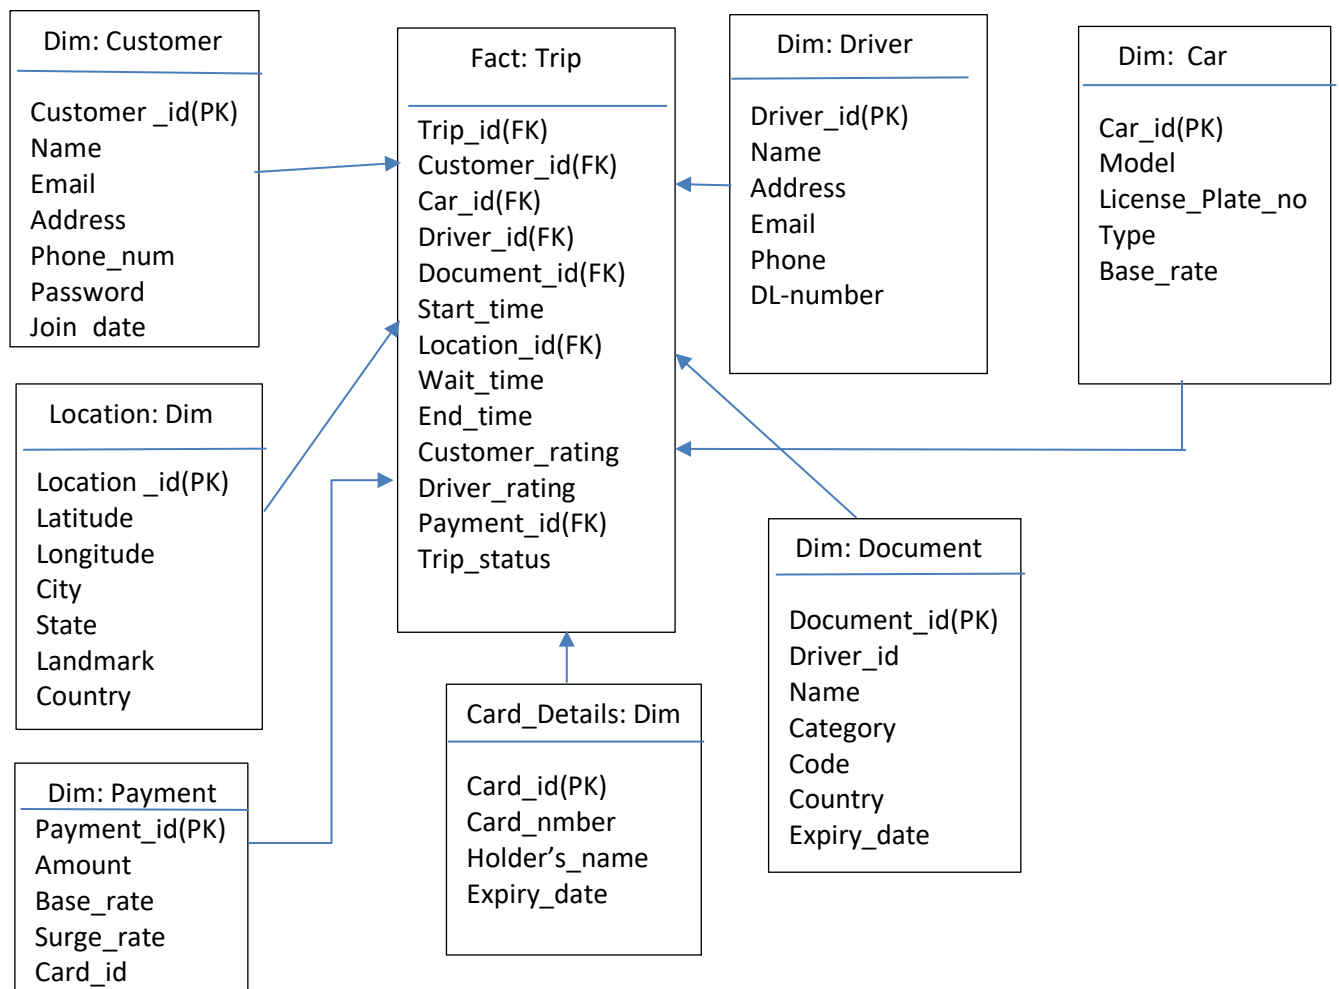 Dim: Customer
Customer _id(PK)
Name
Email
Address
Phone_num
Password
Join date
Fact: Trip
Trip_id(FK)
Customer_id(FK)
Car_id(FK)
Driver_id(FK)
Document_id(FK)
Start_time
Location_id(FK)
Wait_time
End_time
Customer_rating
Driver_rating
Payment_id(FK)
Trip_status
Dim: Driver
Driver_id(PK)
Name
Address
Email
Phone
DL-number
Dim: Car
Car_id(PK)
Model
License_Plate_no
Type
Base_rate
Location: Dim
Location _id(PK)
Latitude
Longitude
City
State
Landmark
Country
Dim: Payment
Payment_id(PK)
Amount
Base_rate
Surge_rate
Card_id
Card_Details: Dim
Card_id(PK)
Card_nmber
Holder’s_name
Expiry_date
Dim: Document
Document_id(PK)
Driver_id
Name
Category
Code
Country
Expiry_date